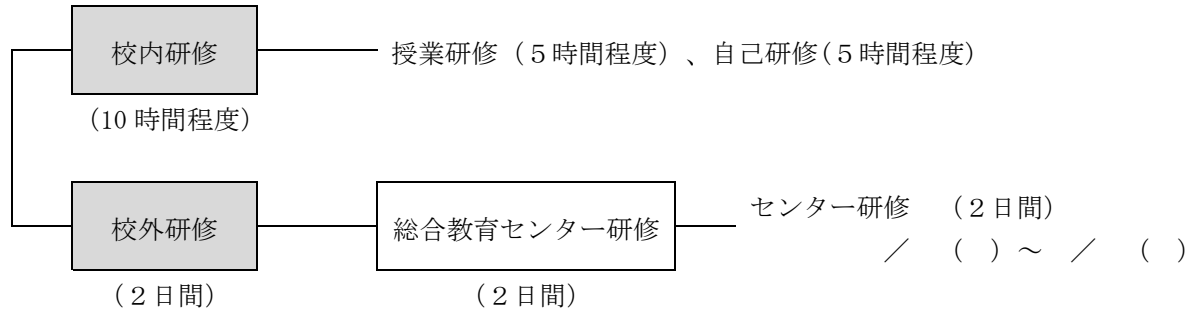 校内研修
授業研修（５時間程度）、自己研修(５時間程度)
（10 時間程度）
校外研修
総合教育センター研修
センター研修　（２日間）
／　（　）～　／　（　）
（２日間）
（２日間）